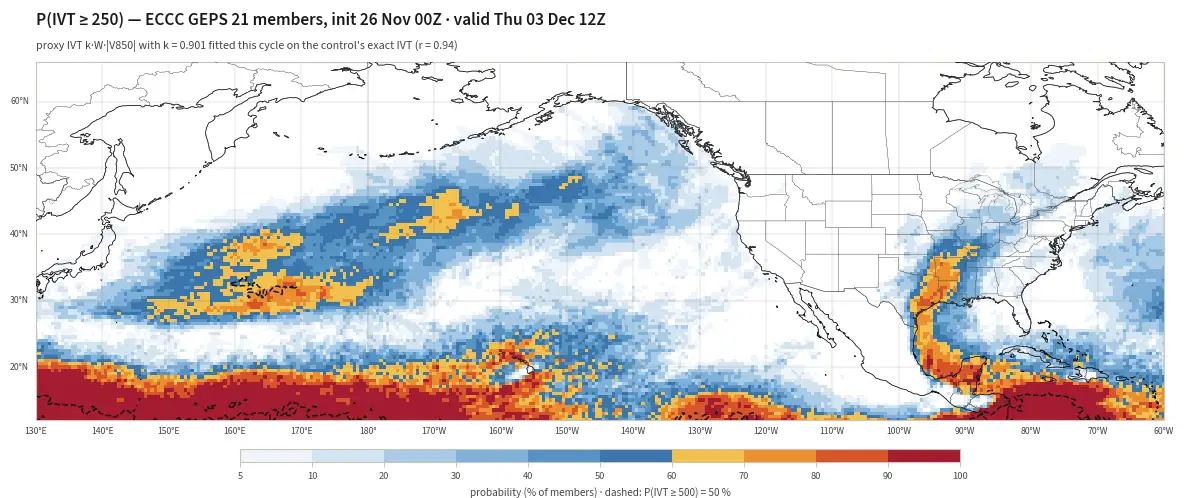 P(IVT ≥ 250) — ECCC GEPS 21 members, init 26 Nov 00Z · valid Thu 03 Dec 12Z
proxy IVT k·W·|V850| with k = 0.901 fitted this cycle on the control's exact IVT (r = 0.94)
60°N
50°N
40°N
30°N
20°N
130°E 140°E 150°E 160°E 170°E 180° 170°W 160°W 150°W 140°W 130°W 120°W 110°W 100°W 90°W 80°W 70°W 60°W
5 10 20 30 40 50 60 70 80 90 100
probability (% of members) · dashed: P(IVT ≥ 500) = 50 %